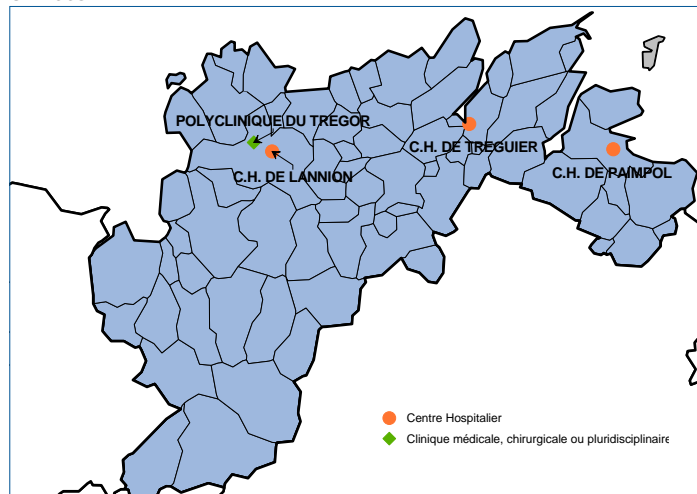 POLYCLINIQUE DU TREGOR
C.H. DE TREGUIER
C.H. DE LANNION
C.H. DE PAIMPOL
Centre Hospitalier
Clinique médicale, chirurgicale ou pluridisciplinaire